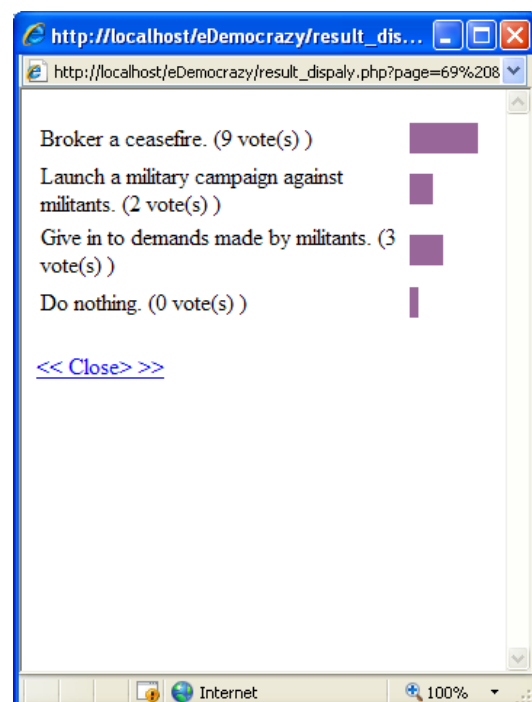 http://localhost/eDemocrazy/result_dis...
http://localhost/eDemocrazy/result_dispaly.php?page=69%208
Broker a ceasefire. (9 vote(s) )
Launch a military campaign against
militants. (2 vote(s) )
Give in to demands made by militants. (3
vote(s) )
Do nothing. (0 vote(s) )
<< Close> >>
Internet
100%